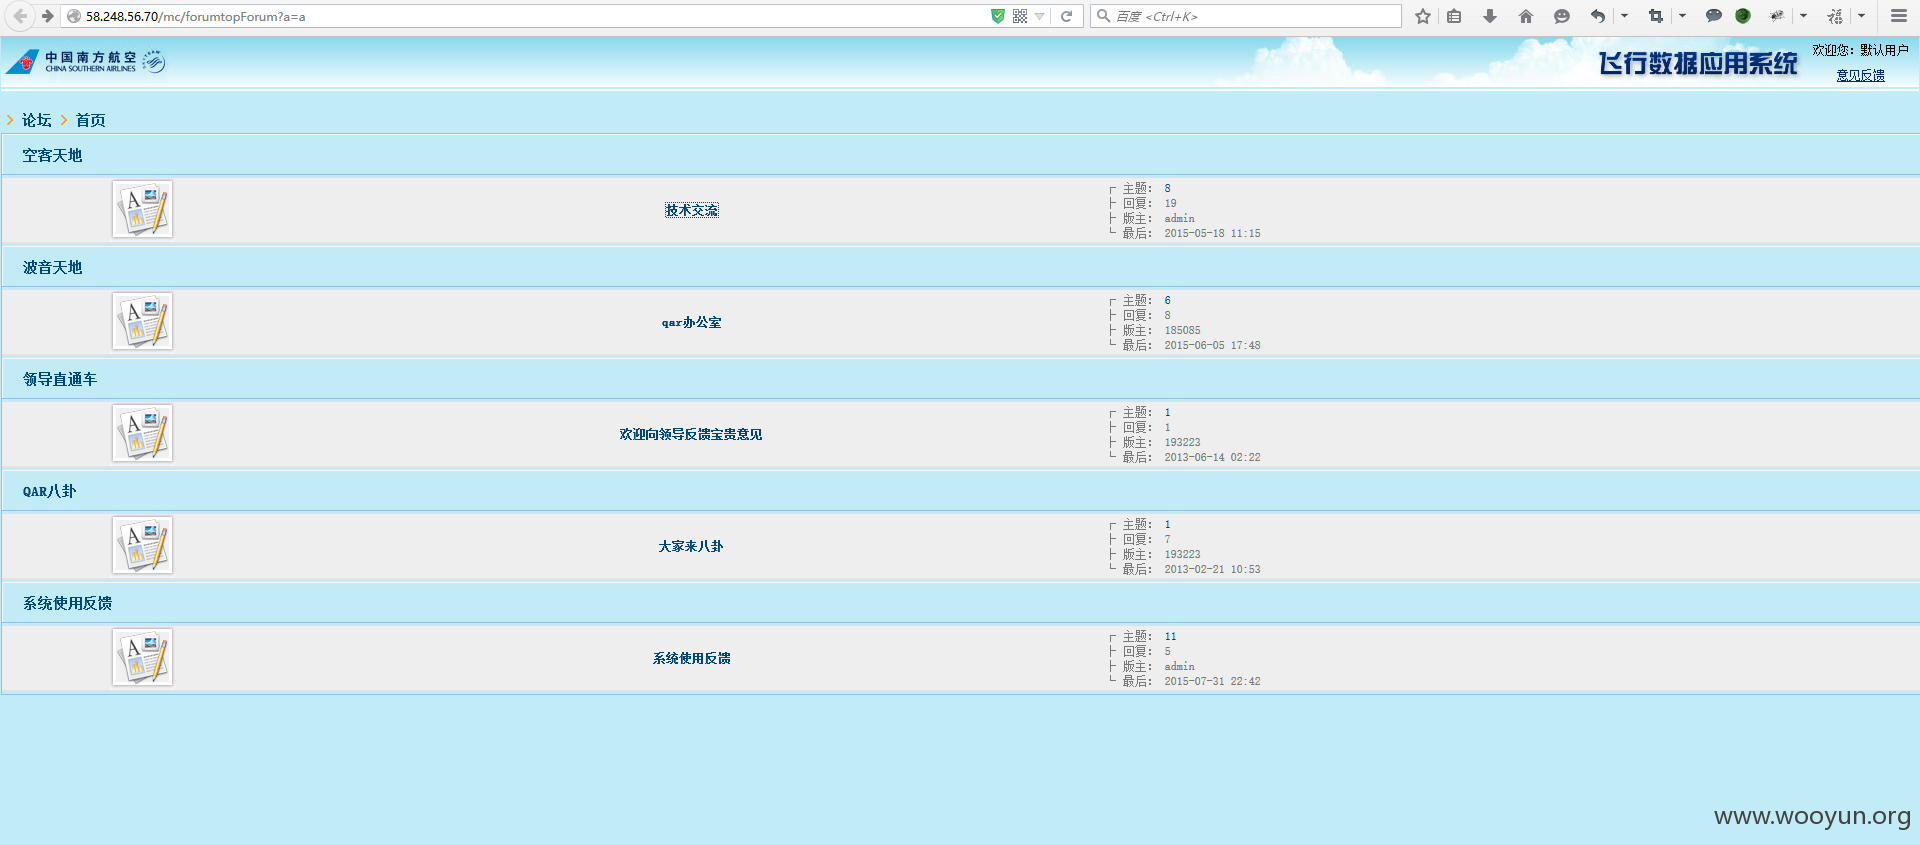 58.248.56.70/mc/forumtopForum?a=a
百度 <Ctrl+K>
中国南方航空
CHINA SOUTHERN AIRLINES
飞行数据应用系统
欢迎您: 默认用户
意见反馈
论坛 首页
空客天地
技术交流
┌ 主题: 8
├ 回复: 19
├ 版主: admin
└ 最后: 2015-05-18 11:15
波音天地
qar办公室
┌ 主题: 6
├ 回复: 8
├ 版主: 185085
└ 最后: 2015-06-05 17:48
领导直通车
欢迎向领导反馈宝贵意见
┌ 主题: 1
├ 回复: 1
├ 版主: 193223
└ 最后: 2013-06-14 02:22
QAR八卦
大家来八卦
┌ 主题: 1
├ 回复: 7
├ 版主: 193223
└ 最后: 2013-02-21 10:53
系统使用反馈
系统使用反馈
┌ 主题: 11
├ 回复: 5
├ 版主: admin
└ 最后: 2015-07-31 22:42
www.wooyun.org